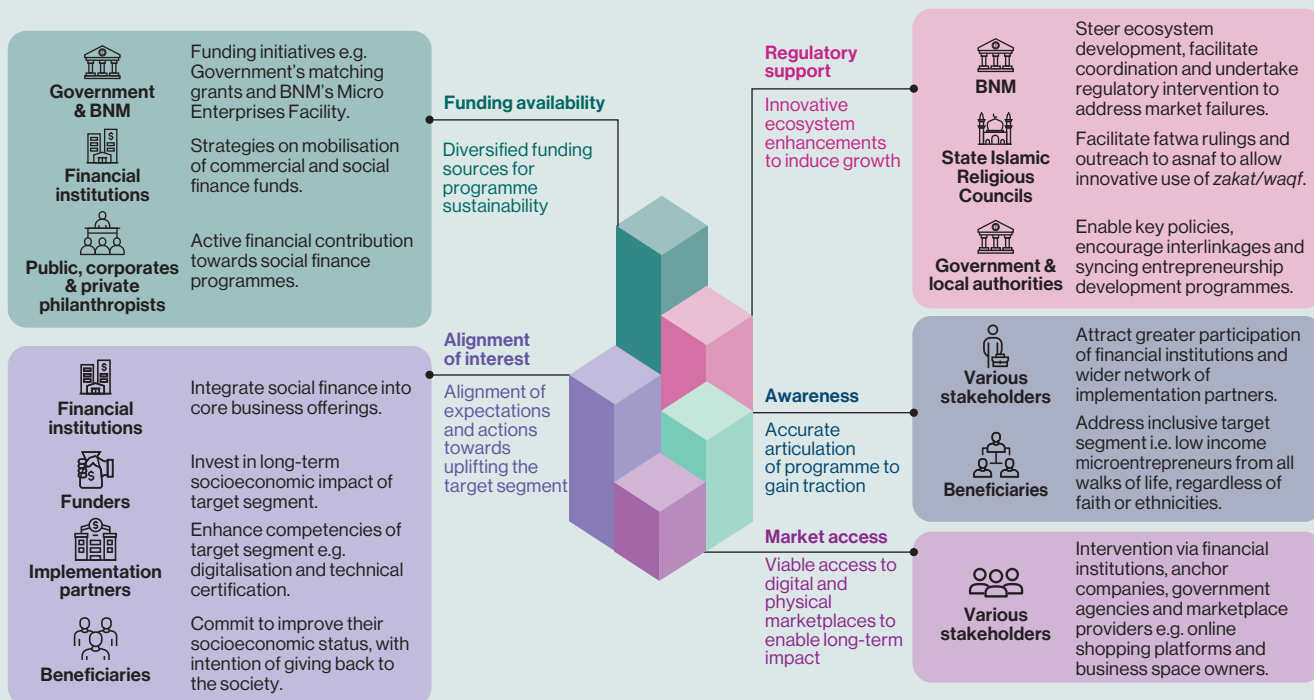 Government
& BNM
Funding initiatives e.g.
Government's matching
grants and BNM's Micro
Enterprises Facility.
Financial
institutions
Strategies on mobilisation
of commercial and social
finance funds.
Public, corporates
& private
philanthropists
Active financial contribution
towards social finance
programmes.
Funding availability
Diversified funding
sources for
programme
sustainability
Regulatory
support
Innovative
ecosystem
enhancements
to induce growth
BNM
Steer ecosystem
development, facilitate
coordination and undertake
regulatory intervention to
address market failures.
State Islamic
Religious
Councils
Facilitate fatwa rulings and
outreach to asnaf to allow
innovative use of zakat/waqf.
Government &
local authorities
Enable key policies,
encourage interlinkages and
syncing entrepreneurship
development programmes.
Financial
institutions
Integrate social finance into
core business offerings.
Funders
Invest in long-term
socioeconomic impact of
target segment.
Implementation
partners
Enhance competencies of
target segment e.g.
digitalisation and technical
certification.
Beneficiaries
Commit to improve their
socioeconomic status, with
intention of giving back to
the society.
Alignment
of interest
Alignment of
expectations
and actions
towards
uplifting the
target segment
Awareness
Accurate
articulation
of programme to
gain traction
Various
stakeholders
Attract greater participation
of financial institutions and
wider network of
implementation partners.
Beneficiaries
Address inclusive target
segment i.e. low income
microentrepreneurs from all
walks of life, regardless of
faith or ethnicities.
Market access
Viable access to
digital and
physical
marketplaces to
enable long-term
impact
Various
stakeholders
Intervention via financial
institutions, anchor
companies, government
agencies and marketplace
providers e.g. online
shopping platforms and
business space owners.